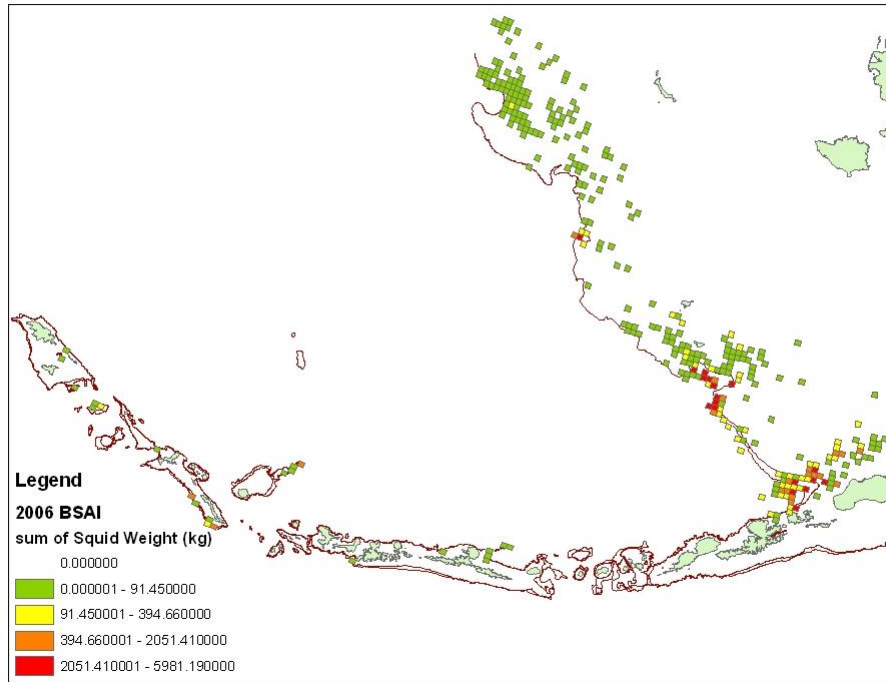 Legend
2006 BSAI
sum of Squid Weight (kg)
0.000000
0.000001 - 91.450000
91.450001 - 394.660000
394.660001 - 2051.410000
2051.410001 - 5981.190000